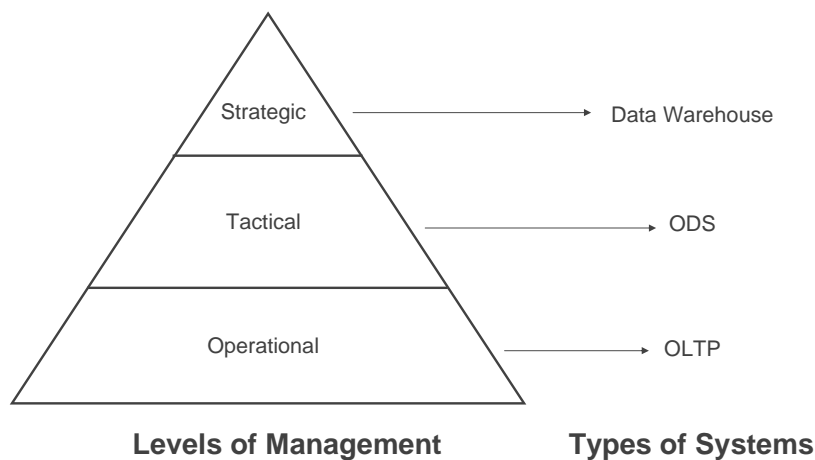 Strategic
Data Warehouse
Tactical
ODS
Operational
OLTP
Levels of Management
Types of Systems